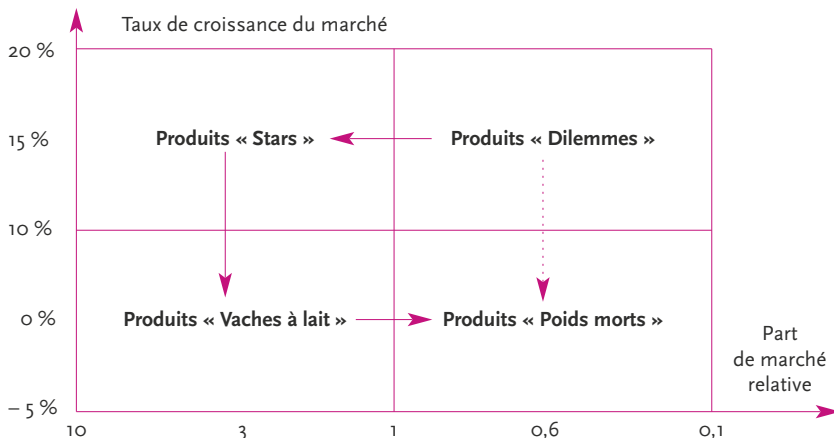 Taux de croissance du marché
20 %
15 %
Produits « Stars »
Produits « Dilemmes »
10 %
0 %
Produits « Vaches à lait »
Produits « Poids morts »
Part
de marché
relative
– 5 %
10
3
1
0,6
0,1